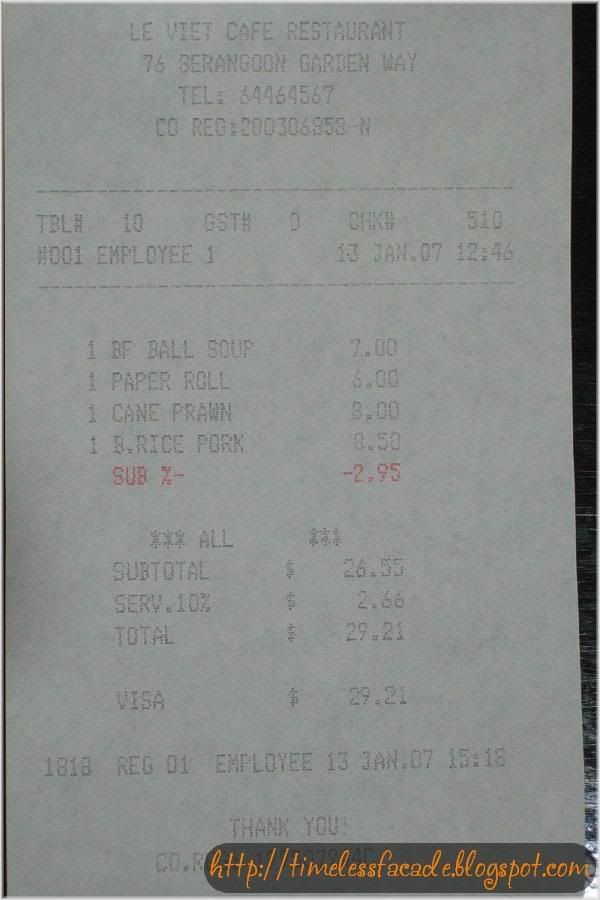 LE VIET CAFE RESTAURANT
76 SERANGOON GARDEN WAY
TEL: 64464567
CO REG:200306858-N
TBL# 10 GST# 0 CHK# 510
#001 EMPLOYEE 1 13 JAN.07 12:46
1 BF BALL SOUP 7.00
1 PAPER ROLL 6.00
1 CANE PRAWN 8.00
1 B.RICE PORK 8.50
SUB %- -2.95
*** ALL ***
SUBTOTAL $ 26.55
SERV.10% $ 2.66
TOTAL $ 29.21
VISA $ 29.21
1818 REG 01 EMPLOYEE 13 JAN.07 15:18
THANK YOU!
http://timelessfacade.blogspot.com